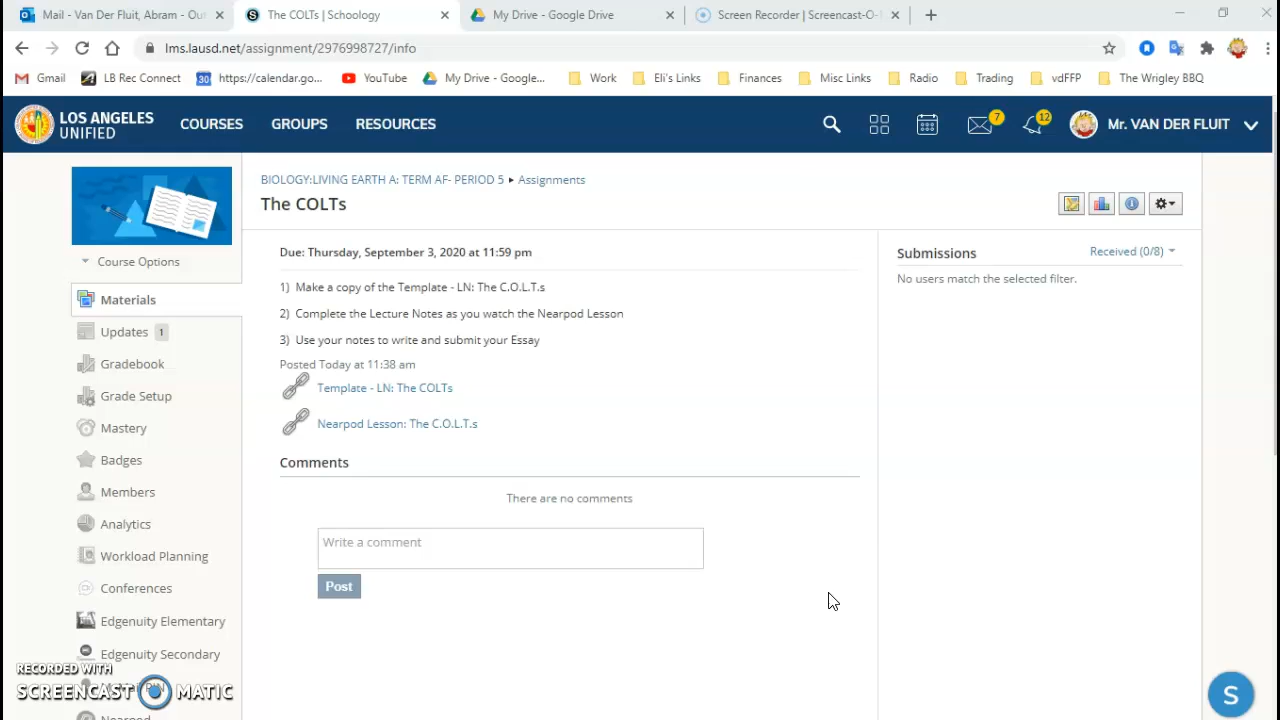 Mail - Van Der Fluit, Abram - Out
The COLTs | Schoology
My Drive - Google Drive
Screen Recorder | Screencast-O-
lms.lausd.net/assignment/2976998727/info
Gmail
LB Rec Connect
https://calendar.go...
YouTube
My Drive - Google...
Work
Eli's Links
Finances
Misc Links
Radio
Trading
vdFFP
The Wrigley BBQ
LOS ANGELES
UNIFIED
COURSES
GROUPS
RESOURCES
7
12
Mr. VAN DER FLUIT
BIOLOGY:LIVING EARTH A: TERM AF- PERIOD 5 ▸ Assignments
The COLTs
Course Options
Materials
Updates 1
Gradebook
Grade Setup
Mastery
Badges
Members
Analytics
Workload Planning
Conferences
Edgenuity Elementary
Edgenuity Secondary
Nearpod
Due: Thursday, September 3, 2020 at 11:59 pm
1) Make a copy of the Template - LN: The C.O.L.T.s
2) Complete the Lecture Notes as you watch the Nearpod Lesson
3) Use your notes to write and submit your Essay
Posted Today at 11:38 am
Template - LN: The COLTs
Nearpod Lesson: The C.O.L.T.s
Comments
There are no comments
Write a comment
Post
Submissions
Received (0/8)
No users match the selected filter.
RECORDED WITH
SCREENCAST MATIC
S